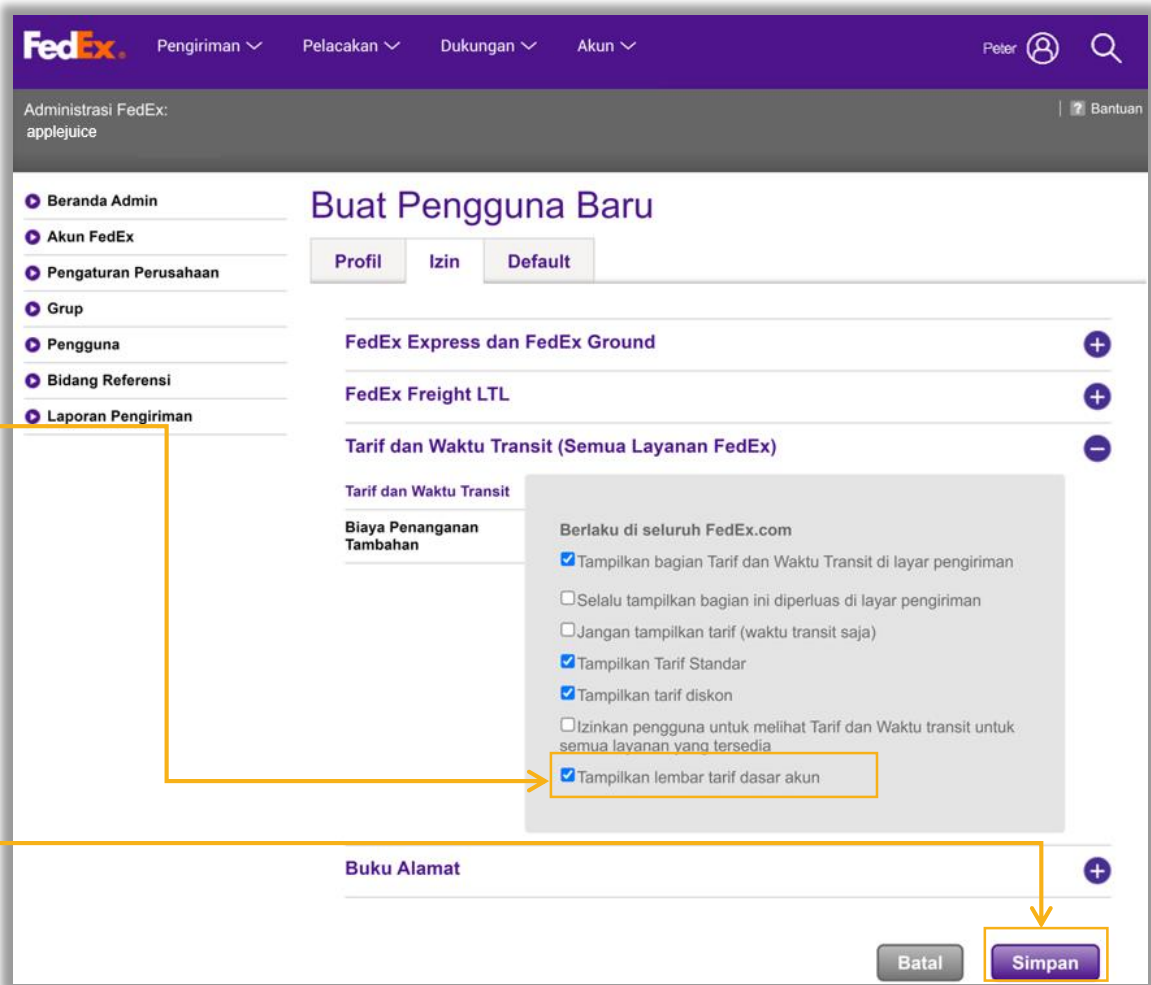 FedEx. Pengiriman Pelacakan Dukungan Akun Peter
Administrasi FedEx:
applejuice
? Bantuan
Beranda Admin
Akun FedEx
Pengaturan Perusahaan
Grup
Pengguna
Bidang Referensi
Laporan Pengiriman
Buat Pengguna Baru
Profil Izin Default
FedEx Express dan FedEx Ground
FedEx Freight LTL
Tarif dan Waktu Transit (Semua Layanan FedEx)
Tarif dan Waktu Transit
Biaya Penanganan
Tambahan
Berlaku di seluruh FedEx.com
Tampilkan bagian Tarif dan Waktu Transit di layar pengiriman
Selalu tampilkan bagian ini diperluas di layar pengiriman
Jangan tampilkan tarif (waktu transit saja)
Tampilkan Tarif Standar
Tampilkan tarif diskon
Izinkan pengguna untuk melihat Tarif dan Waktu transit untuk
semua layanan yang tersedia
Tampilkan lembar tarif dasar akun
Buku Alamat
Batal Simpan